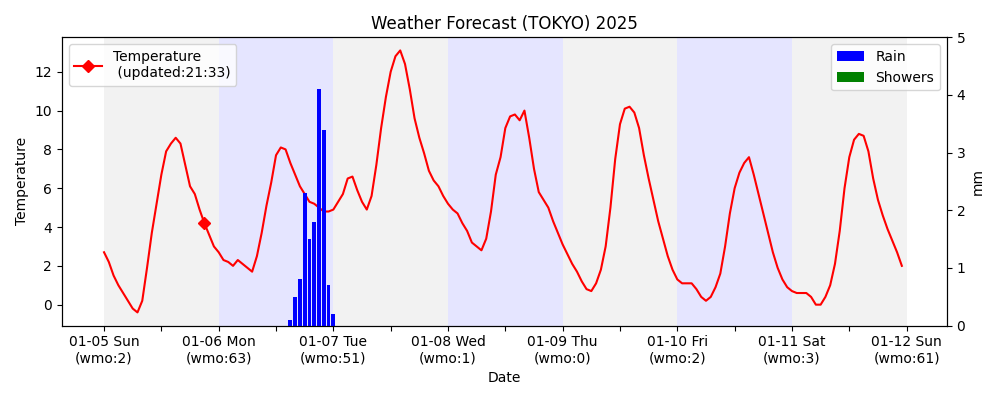 Weather Forecast (TOKYO) 2025
Temperature
(updated:21:33)
Rain
Showers
Temperature
12
10
8
6
4
2
0
5
4
3
2
1
0
mm
01-05 Sun
(wmo:2)
01-06 Mon
(wmo:63)
01-07 Tue
(wmo:51)
01-08 Wed
(wmo:1)
01-09 Thu
(wmo:0)
01-10 Fri
(wmo:2)
01-11 Sat
(wmo:3)
01-12 Sun
(wmo:61)
Date